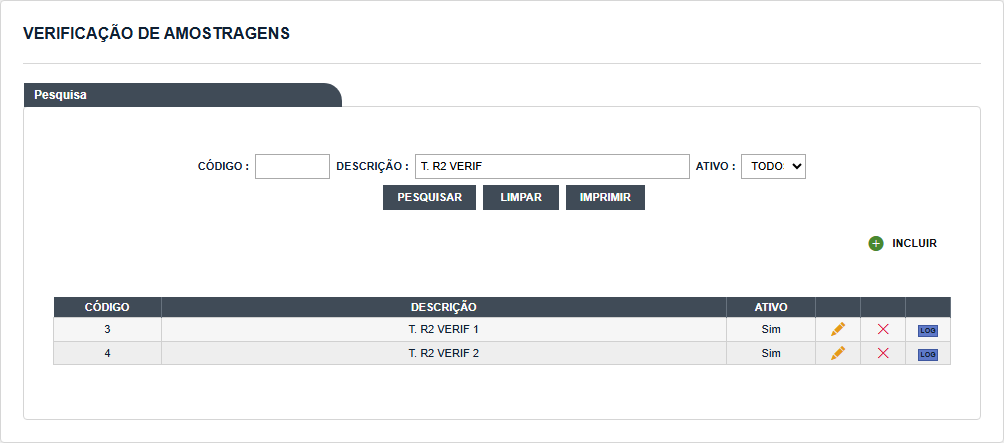 VERIFICAÇÃO DE AMOSTRAGENS
Pesquisa
CÓDIGO : DESCRIÇÃO : T. R2 VERIF ATIVO : TODO
PESQUISAR LIMPAR IMPRIMIR
INCLUIR
CÓDIGO DESCRIÇÃO ATIVO
3 T. R2 VERIF 1 Sim LOG
4 T. R2 VERIF 2 Sim LOG